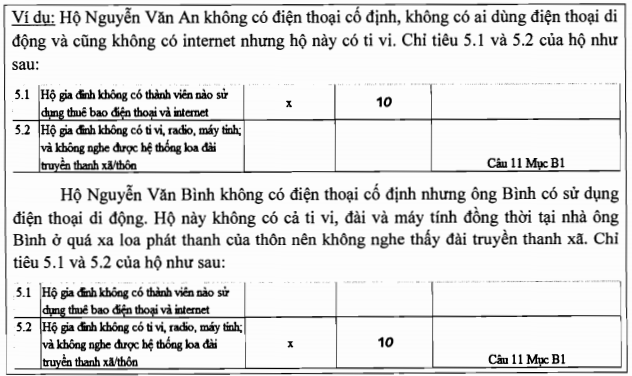 Ví dụ: Hộ Nguyễn Văn An không có điện thoại cố định, không có ai dùng điện thoại di
động và cũng không có internet nhưng hộ này có ti vi. Chỉ tiêu 5.1 và 5.2 của hộ như
sau:
5.1 Hộ gia đình không có thành viên nào sử
dụng thuê bao điện thoại và internet x 10
5.2 Hộ gia đình không có ti vi, radio, máy tính;
và không nghe được hệ thống loa đài
truyền thanh xã/thôn Câu 11 Mục B1
Hộ Nguyễn Văn Bình không có điện thoại cố định nhưng ông Bình có sử dụng
điện thoại di động. Hộ này không có cả ti vi, đài và máy tính đồng thời tại nhà ông
Bình ở quá xa loa phát thanh của thôn nên không nghe thấy đài truyền thanh xã. Chỉ
tiêu 5.1 và 5.2 của hộ như sau:
5.1 Hộ gia đình không có thành viên nào sử
dụng thuê bao điện thoại và internet
5.2 Hộ gia đình không có ti vi, radio, máy tính;
và không nghe được hệ thống loa đài x 10
truyền thanh xã/thôn Câu 11 Mục B1